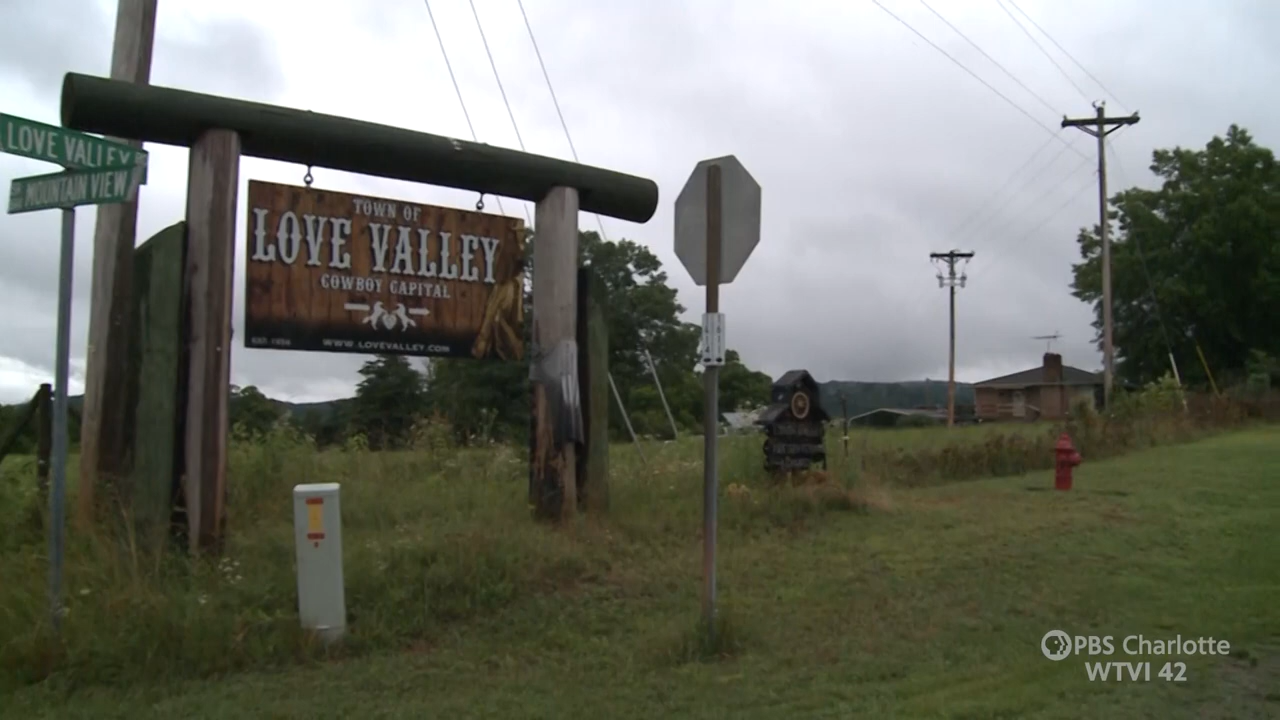 LOVE VALLEY
MOUNTAIN VIEW
TOWN OF
LOVE VALLEY
COWBOY CAPITAL
EST. 1954
WWW.LOVEVALLEY.COM
PBS Charlotte
WTVI 42